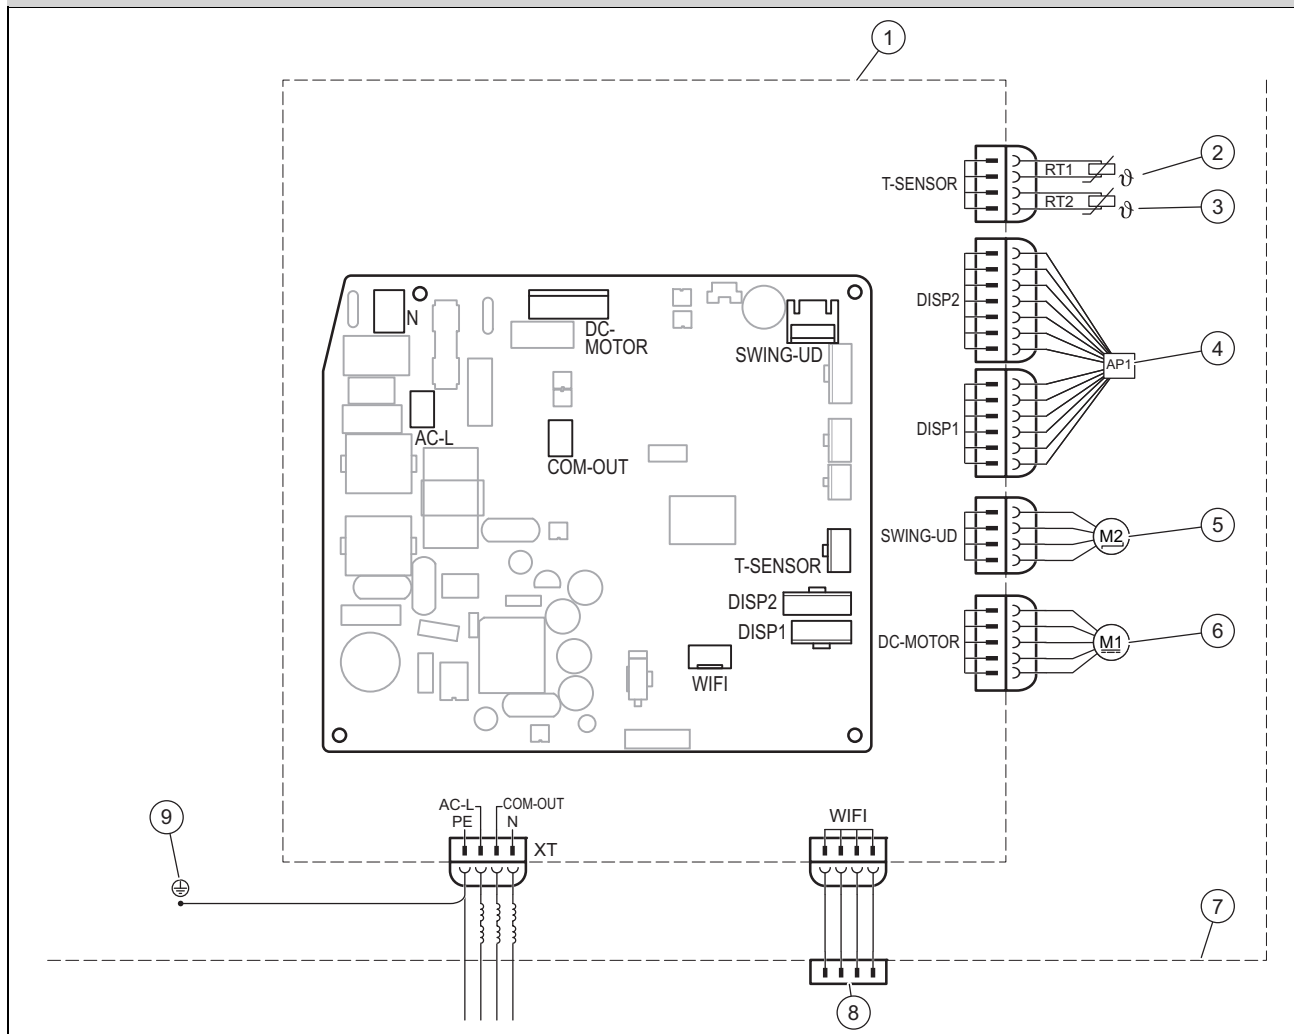 1
2
T-SENSOR
RT1
ϑ
RT2
ϑ
3
DISP2
N
DC-
MOTOR
SWING-UD
4
AP1
AC-L
DISP1
COM-OUT
SWING-UD
M2
5
T-SENSOR
DISP2
DISP1
DC-MOTOR
M1
6
WIFI
9
AC-L
COM-OUT
PE
N
XT
WIFI
7
8